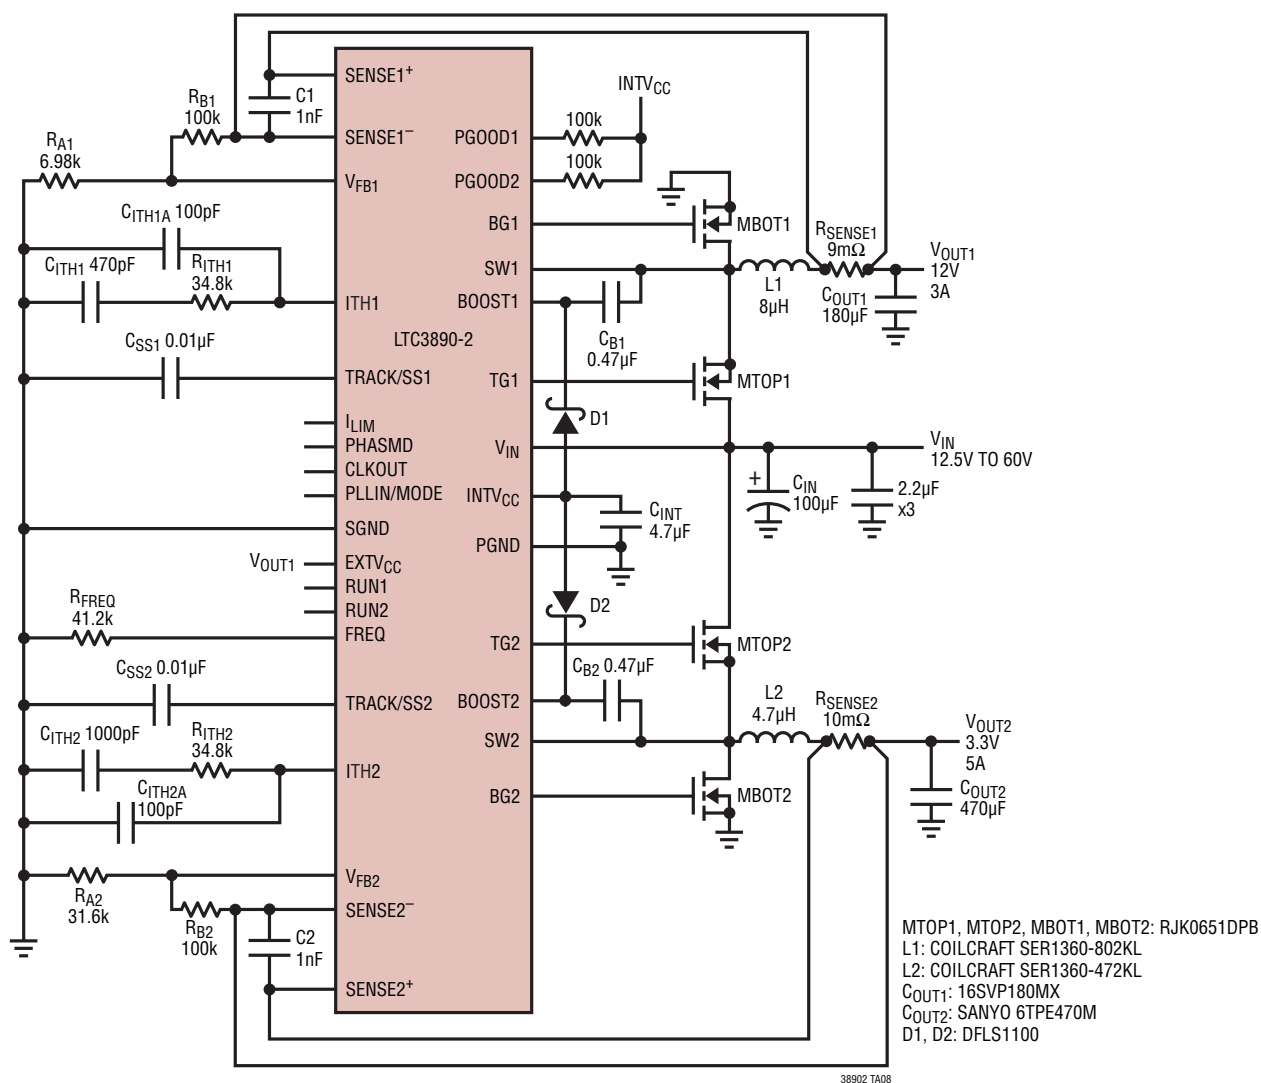 SENSE1+
C1
1nF
RB1
100k
SENSE1–
RA1
6.98k
VFB1
CITH1A 100pF
CITH1 470pF
RITH1
34.8k
ITH1
CSS1 0.01µF
TRACK/SS1
ILIM
PHASMD
CLKOUT
PLLIN/MODE
SGND
VOUT1
EXTVCC
RUN1
RUN2
RFREQ
41.2k
FREQ
CSS2 0.01µF
TRACK/SS2
CITH2 1000pF
RITH2
34.8k
ITH2
CITH2A
100pF
VFB2
RA2
31.6k
SENSE2–
RB2
100k
C2
1nF
SENSE2+
LTC3890-2
INTVCC
PGOOD1
100k
PGOOD2
100k
BG1
MBOT1
SW1
L1
8µH
RSENSE1
9mΩ
VOUT1
12V
3A
COUT1
180µF
BOOST1
CB1
0.47µF
TG1
MTOP1
D1
VIN
VIN
12.5V TO 60V
CIN
100µF
+
2.2µF
x3
INTVCC
CINT
4.7µF
PGND
D2
TG2
MTOP2
BOOST2
CB2 0.47µF
SW2
L2
4.7µH
RSENSE2
10mΩ
VOUT2
3.3V
5A
COUT2
470µF
BG2
MBOT2
MTOP1, MTOP2, MBOT1, MBOT2: RJK0651DPB
L1: COILCRAFT SER1360-802KL
L2: COILCRAFT SER1360-472KL
COUT1: 16SVP180MX
COUT2: SANYO 6TPE470M
D1, D2: DFLS1100
38902 TA08